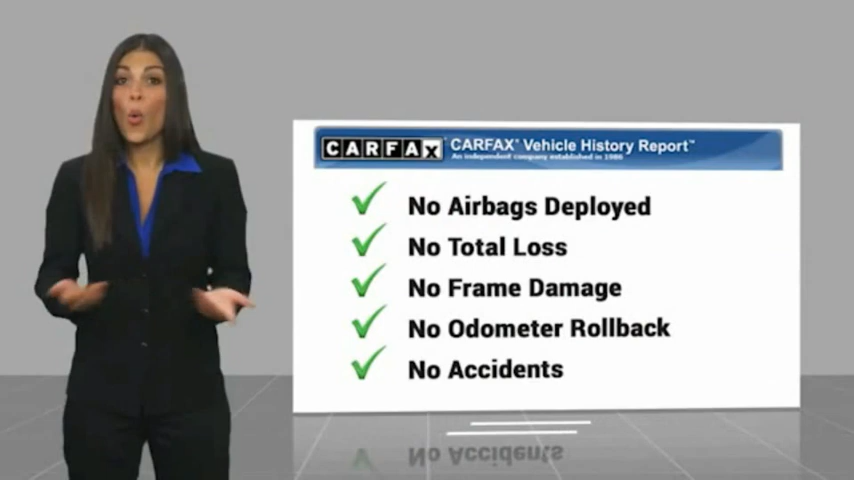 CARFAX CARFAX Vehicle History Report™
An independent company established in 1986
No Airbags Deployed
No Total Loss
No Frame Damage
No Odometer Rollback
No Accidents
No Accidents